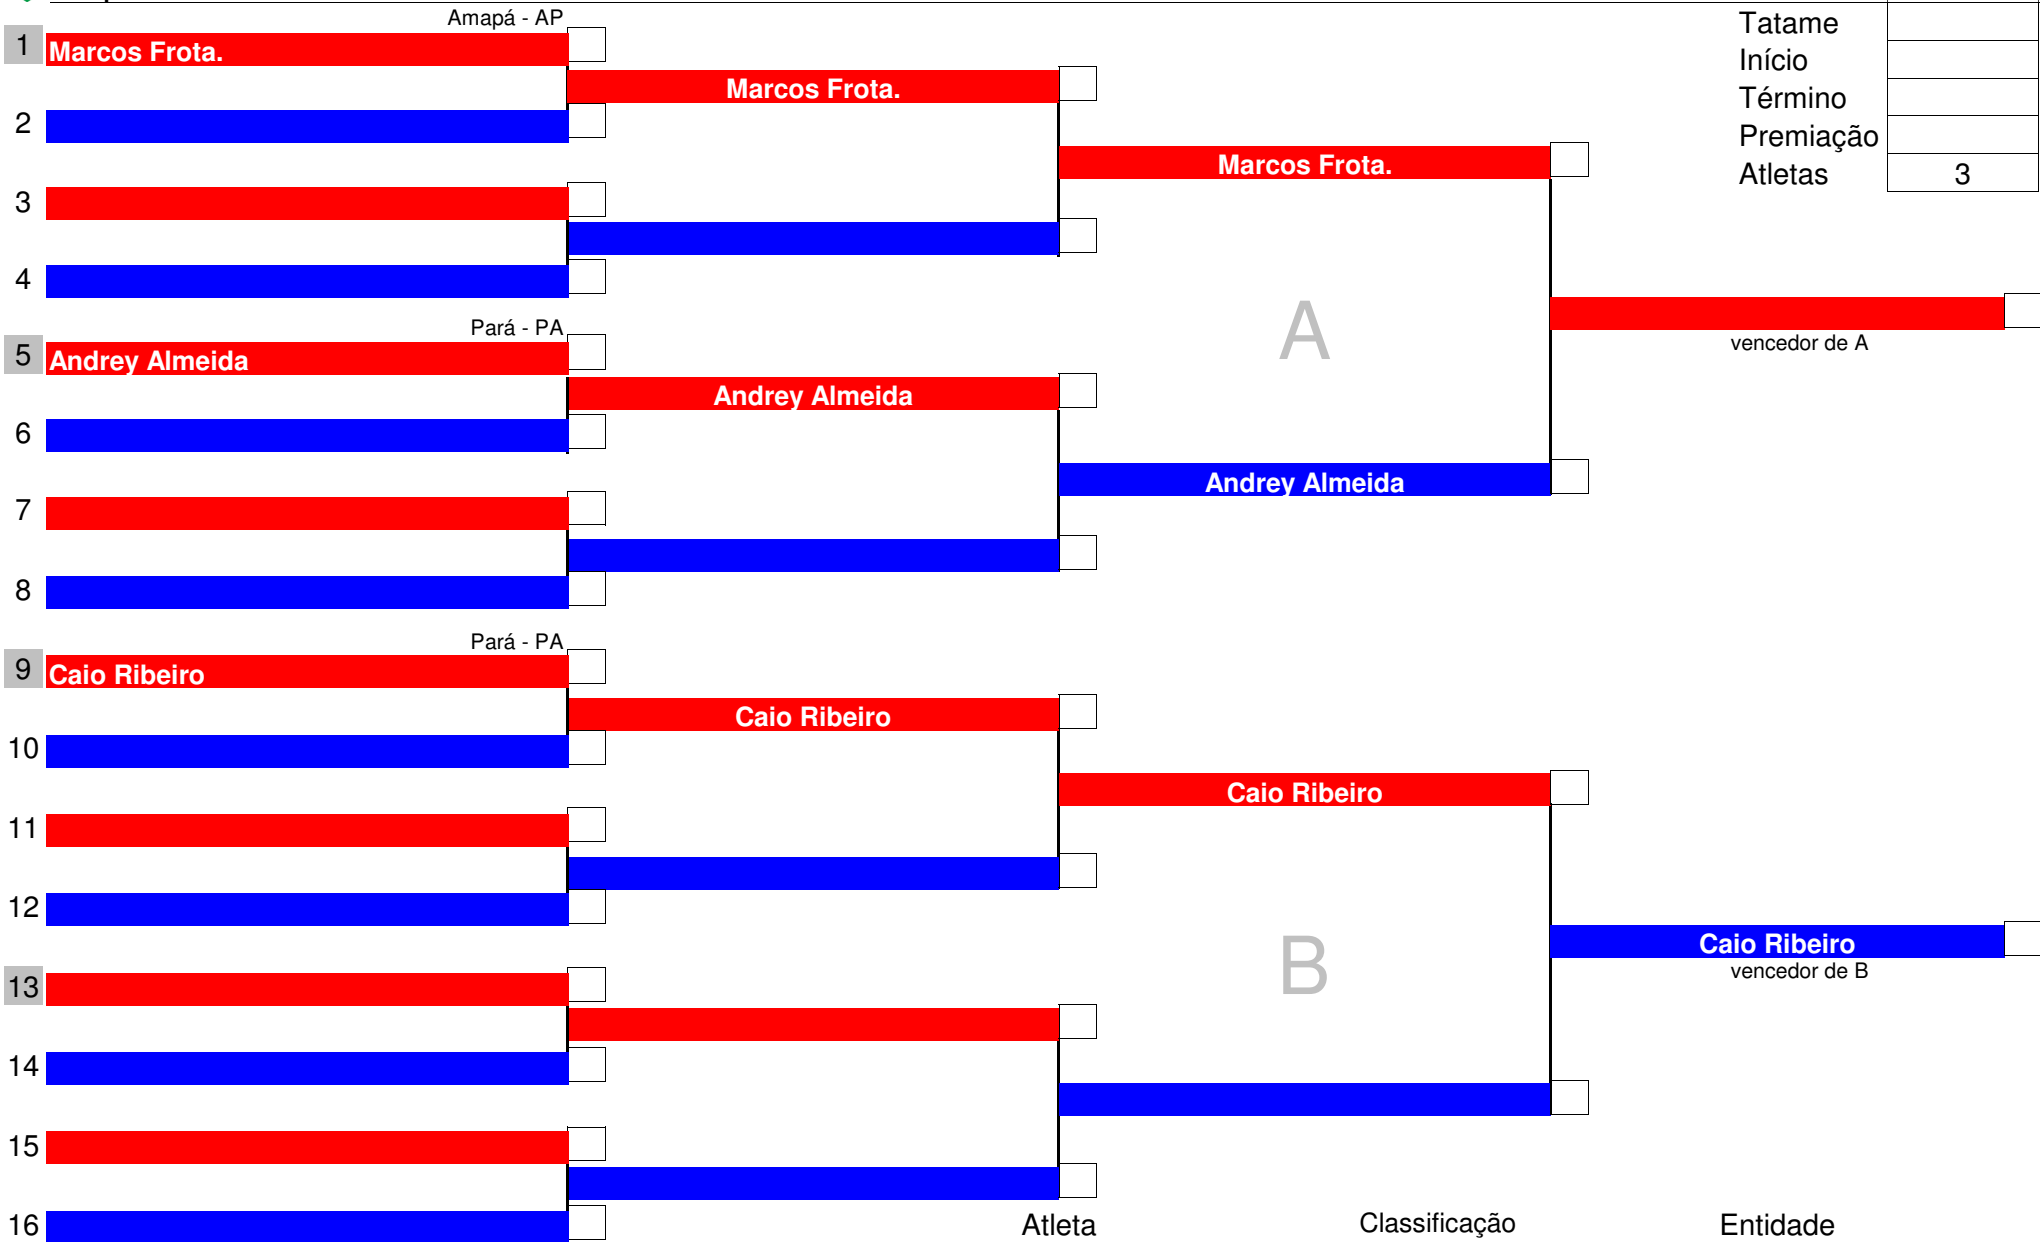 Amapá - AP
Tatame
1 Marcos Frota.
Início
Marcos Frota.
Término
2
Premiação
Marcos Frota.
Atletas 3
3
4
A
Pará - PA
vencedor de A
5 Andrey Almeida
Andrey Almeida
6
Andrey Almeida
7
8
Pará - PA
9 Caio Ribeiro
Caio Ribeiro
10
Caio Ribeiro
11
12
Caio Ribeiro
B
vencedor de B
13
14
15
16
Atleta Classificação Entidade